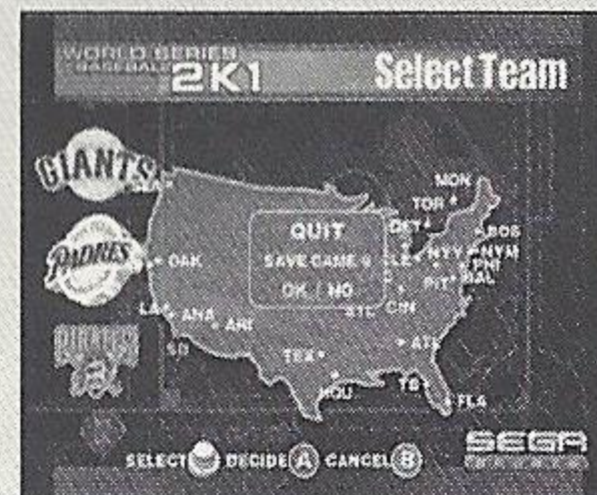 WORLD SERIES
BASEBALL 2K1
Select Team
GIANTS
PADRES
PIRATES
MON
TOR
DET
BOS
NYY NYM
PHI
PIT BAL
OAK
QUIT
SAVE GAME ?
OK / NO
STL CIN
LA ANA ARI
SD
ATL
TEX
HOU
TB
FLA
SELECT DECIDE A CANCEL B
SEGA
SPORTS